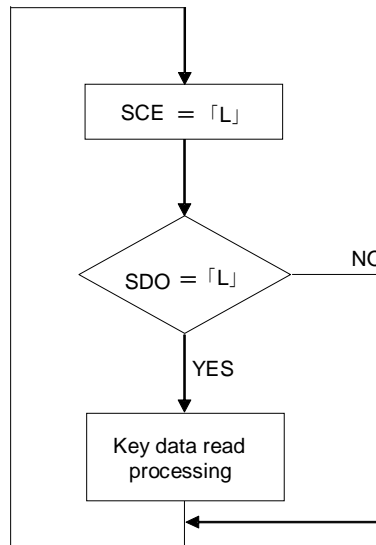 SCE = 「L」
SDO = 「L」
NO
YES
Key data read
processing